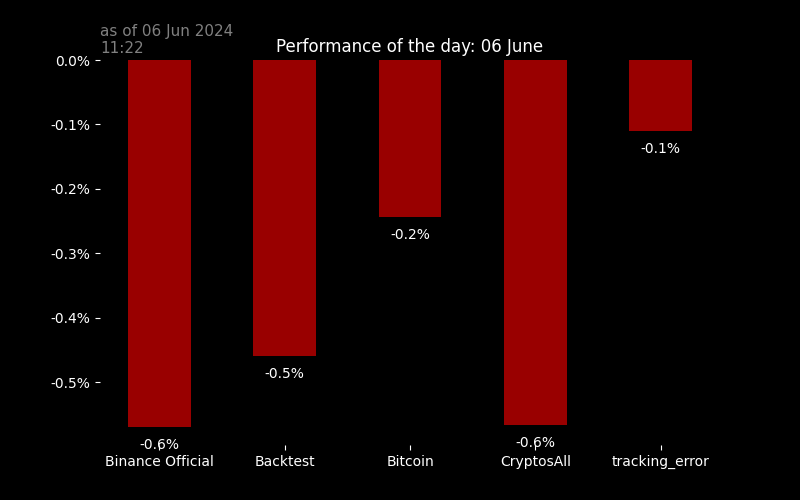 as of 06 Jun 2024
11:22
Performance of the day: 06 June
0.0%
-0.1%
-0.2%
-0.3%
-0.4%
-0.5%
-0.6%
-0.5%
-0.2%
-0.6%
-0.1%
Binance Official
Backtest
Bitcoin
CryptosAll
tracking_error